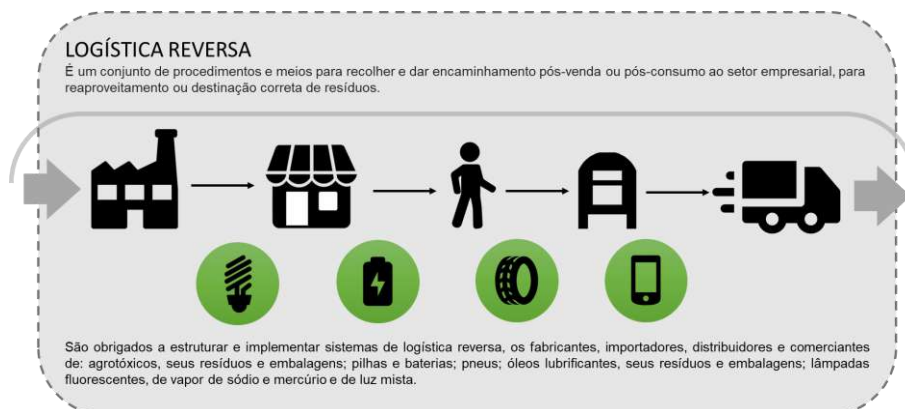 LOGÍSTICA REVERSA
É um conjunto de procedimentos e meios para recolher e dar encaminhamento pós-venda ou pós-consumo ao setor empresarial, para
reaproveitamento ou destinação correta de resíduos.
São obrigados a estruturar e implementar sistemas de logística reversa, os fabricantes, importadores, distribuidores e comerciantes
de: agrotóxicos, seus resíduos e embalagens; pilhas e baterias; pneus; óleos lubrificantes, seus resíduos e embalagens; lâmpadas
fluorescentes, de vapor de sódio e mercúrio e de luz mista.